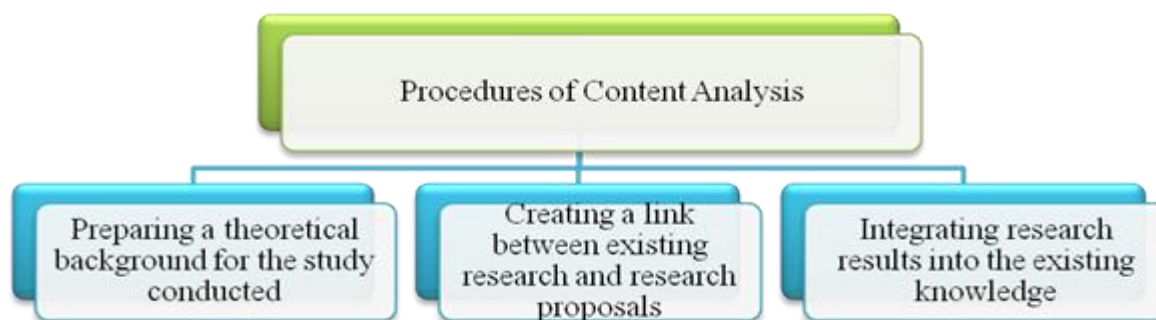 Procedures of Content Analysis
Preparing a theoretical
background for the study
conducted
Creating a link
between existing
research and research
proposals
Integrating research
results into the existing
knowledge